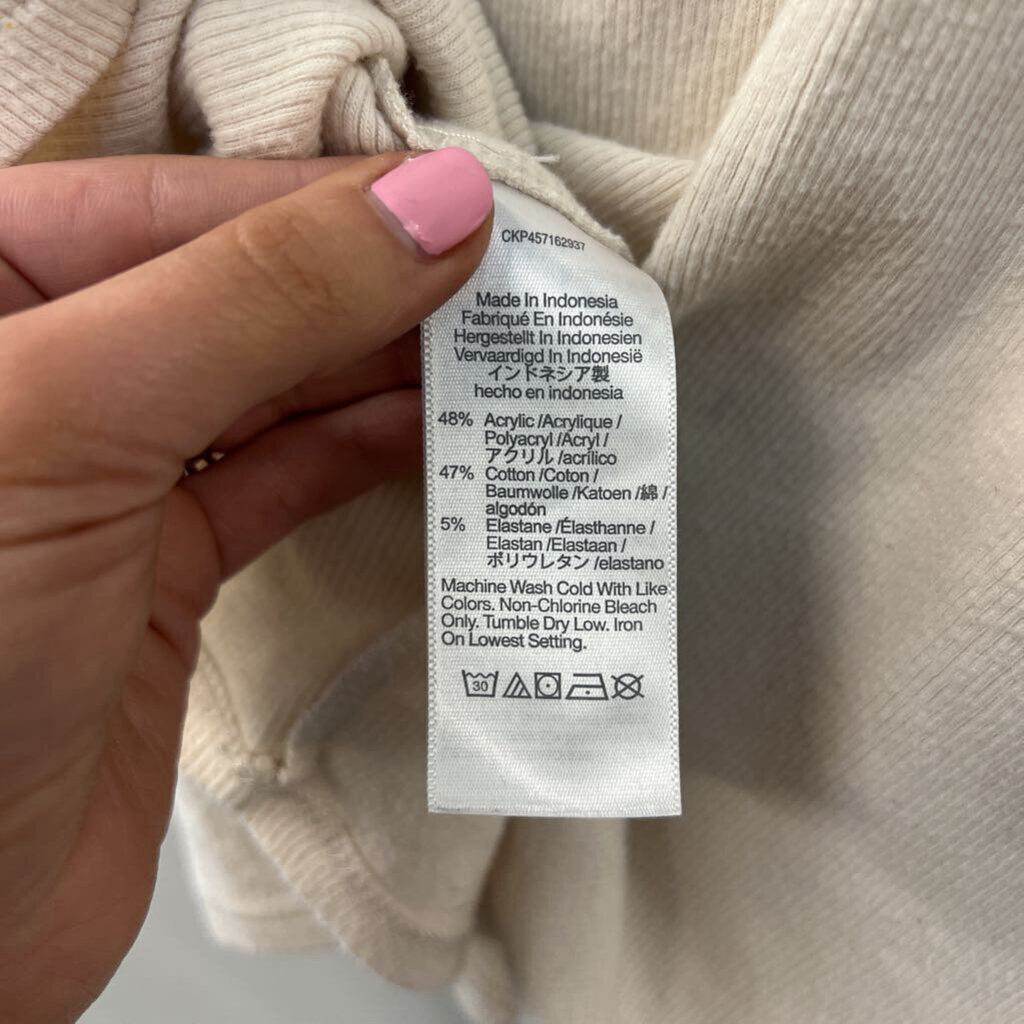 CKP457162937
Made In Indonesia
Fabriqué En Indonésie
Hergestellt In Indonesien
Vervaardigd In Indonesië
インドネシア製
hecho en indonesia
48% Acrylic /Acrylique /
Polyacryl /Acryl /
アクリル /acrílico
47% Cotton /Coton /
Baumwolle /Katoen /綿 /
algodón
5% Elastane /Élasthanne /
Elastan /Elastaan /
ポリウレタン /elastano
Machine Wash Cold With Like
Colors. Non-Chlorine Bleach
Only. Tumble Dry Low. Iron
On Lowest Setting.
30